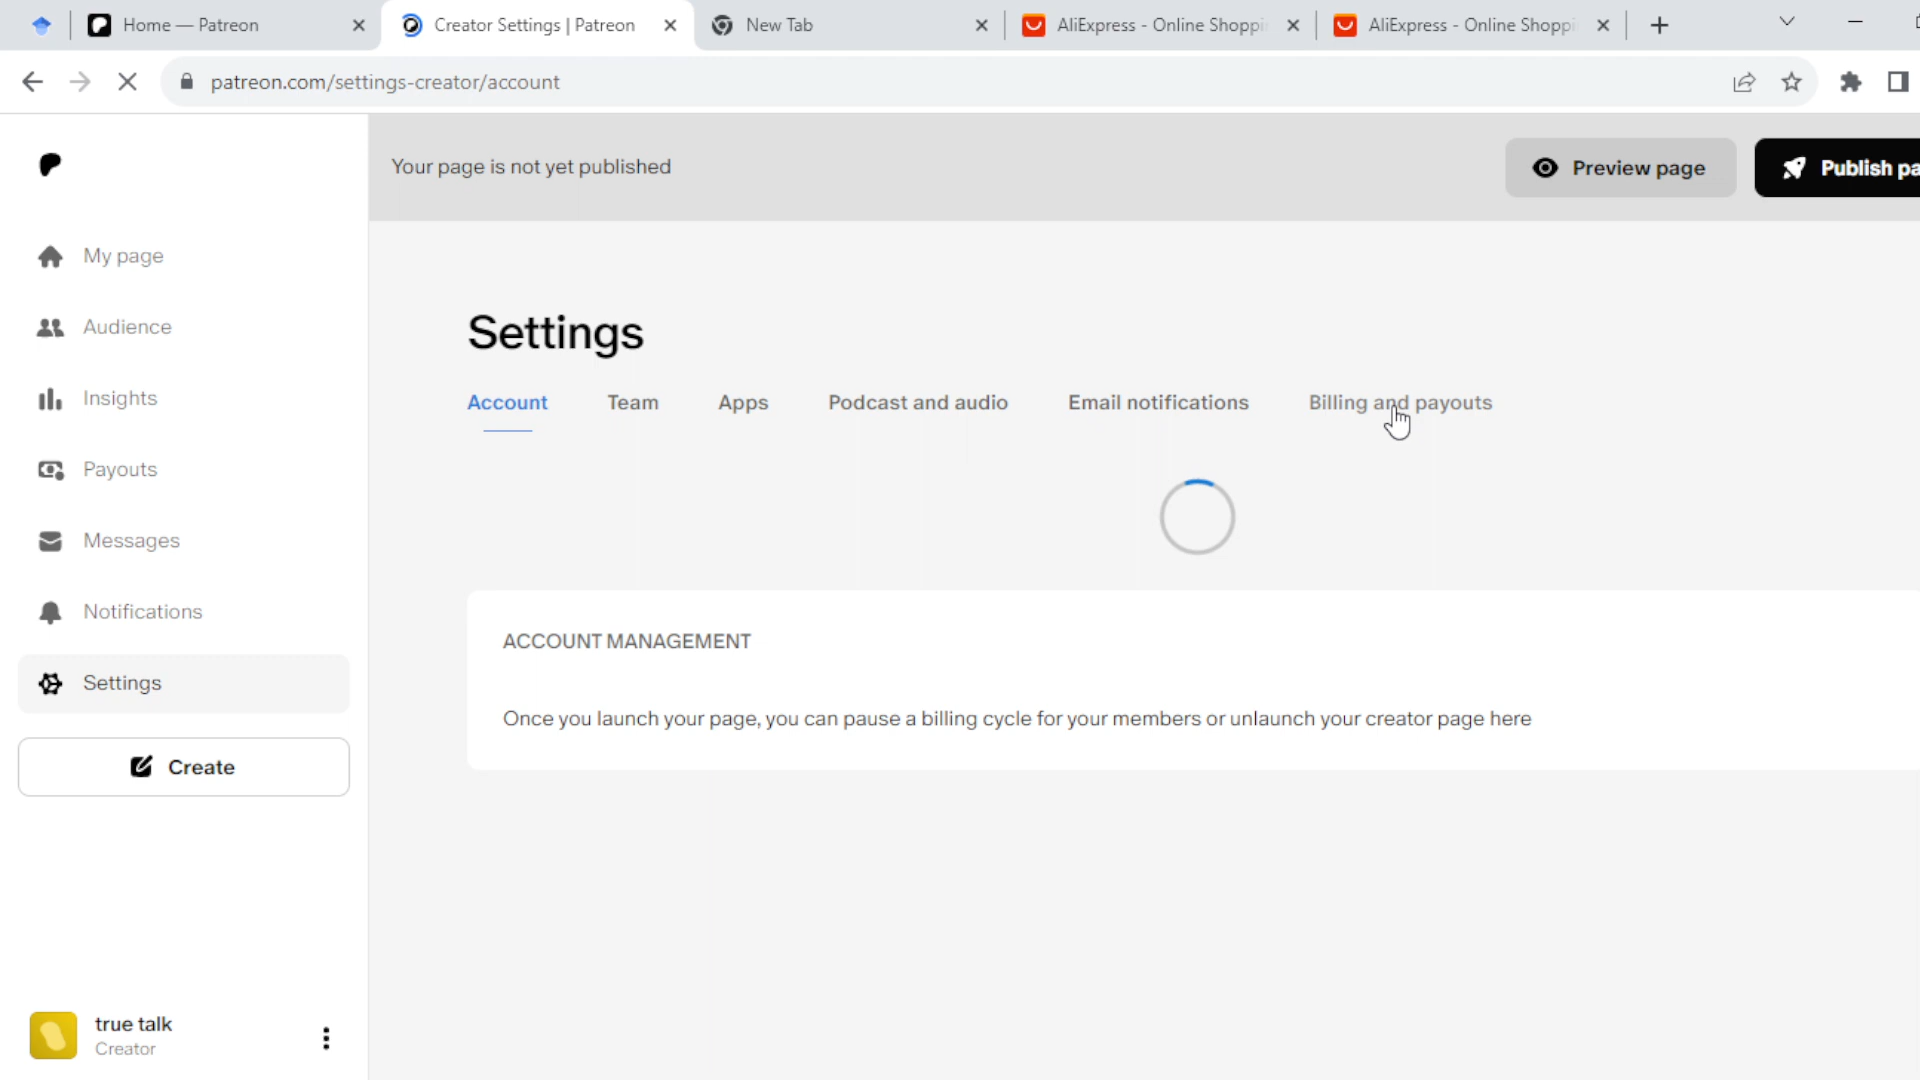 Home — Patreon
Creator Settings | Patreon
New Tab
AliExpress - Online Shoppi
AliExpress - Online Shoppi
patreon.com/settings-creator/account
Your page is not yet published
Preview page
Publish pa
My page
Audience
Insights
Payouts
Messages
Notifications
Settings
Create
Settings
Account
Team
Apps
Podcast and audio
Email notifications
Billing and payouts
ACCOUNT MANAGEMENT
Once you launch your page, you can pause a billing cycle for your members or unlaunch your creator page here
true talk
Creator